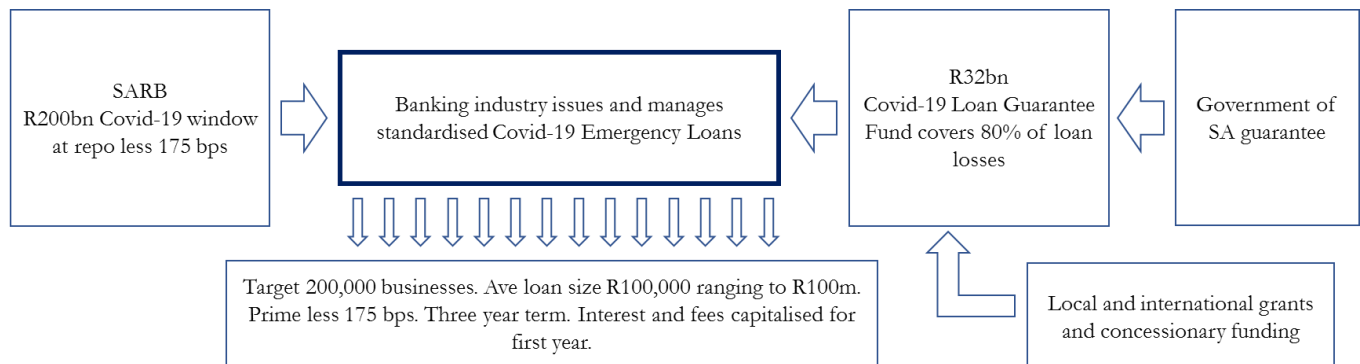 SARB
R200bn Covid-19 window
at repo less 175 bps
Banking industry issues and manages
standardised Covid-19 Emergency Loans
R32bn
Covid-19 Loan Guarantee
Fund covers 80% of loan
losses
Government of
SA guarantee
Target 200,000 businesses. Ave loan size R100,000 ranging to R100m.
Prime less 175 bps. Three year term. Interest and fees capitalised for
first year.
Local and international grants
and concessionary funding